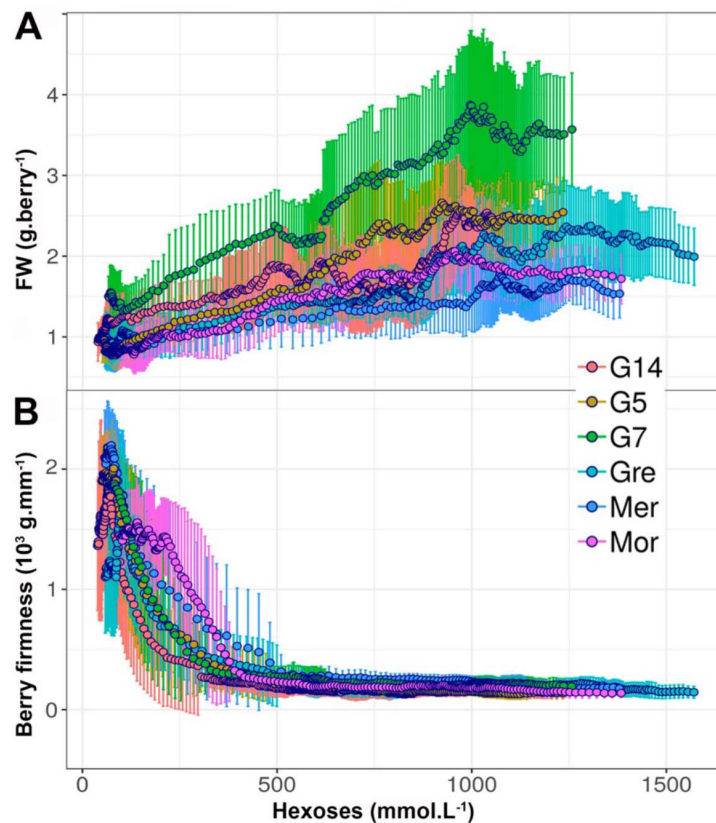 A
4
3
2
1
FW (g.berry⁻¹)
G14
G5
G7
Gre
Mer
Mor
B
2
1
0
Berry firmness (10³ g.mm⁻¹)
0 500 1000 1500
Hexoses (mmol.L⁻¹)